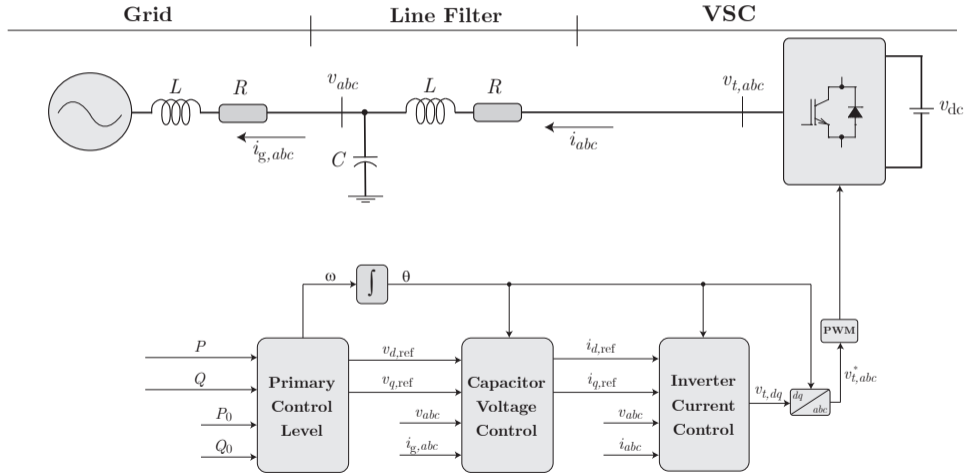 Grid Line Filter VSC
L R v_abc L R v_t,abc
v_dc
i_g,abc C i_abc
ω ∫ θ
PWM
P v_d,ref i_d,ref
Q v_q,ref i_q,ref
Primary Control Level
Capacitor Voltage Control
Inverter Current Control
v_t,dq dq abc v*_t,abc
P_0 v_abc v_abc
Q_0 i_g,abc i_abc